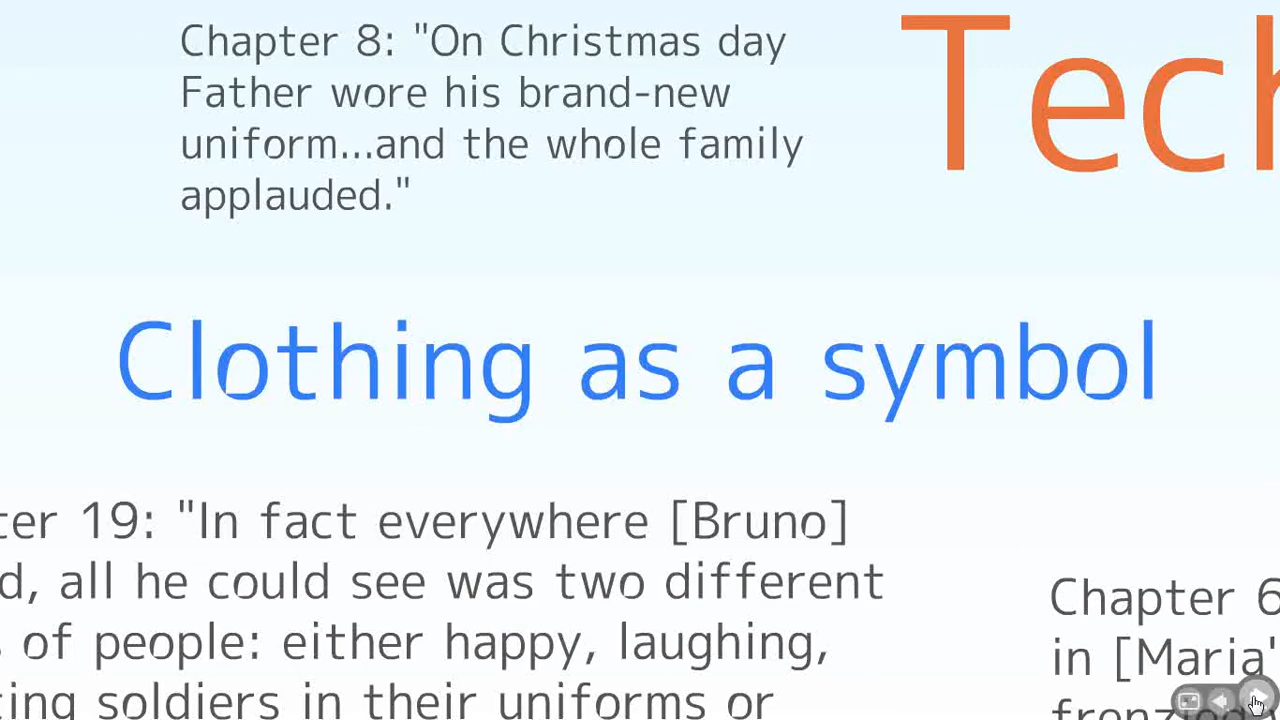 Chapter 8: "On Christmas day
Father wore his brand-new
uniform...and the whole family
applauded."
Tech
Clothing as a symbol
ter 19: "In fact everywhere [Bruno]
d, all he could see was two different
s of people: either happy, laughing,
ing soldiers in their uniforms or
Chapter 6
in [Maria'